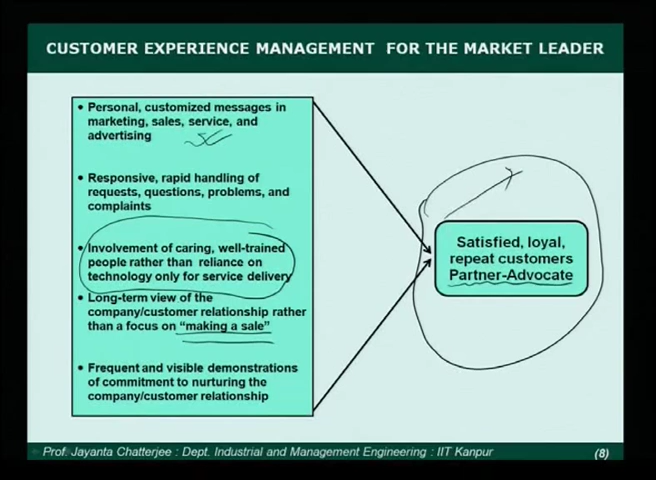 CUSTOMER EXPERIENCE MANAGEMENT FOR THE MARKET LEADER
• Personal, customized messages in
marketing, sales, service, and
advertising
• Responsive, rapid handling of
requests, questions, problems, and
complaints
• Involvement of caring, well-trained
people rather than reliance on
technology only for service delivery
• Long-term view of the
company/customer relationship rather
than a focus on “making a sale”
• Frequent and visible demonstrations
of commitment to nurturing the
company/customer relationship
Satisfied, loyal,
repeat customers
Partner-Advocate
Prof. Jayanta Chatterjee : Dept. Industrial and Management Engineering : IIT Kanpur (8)